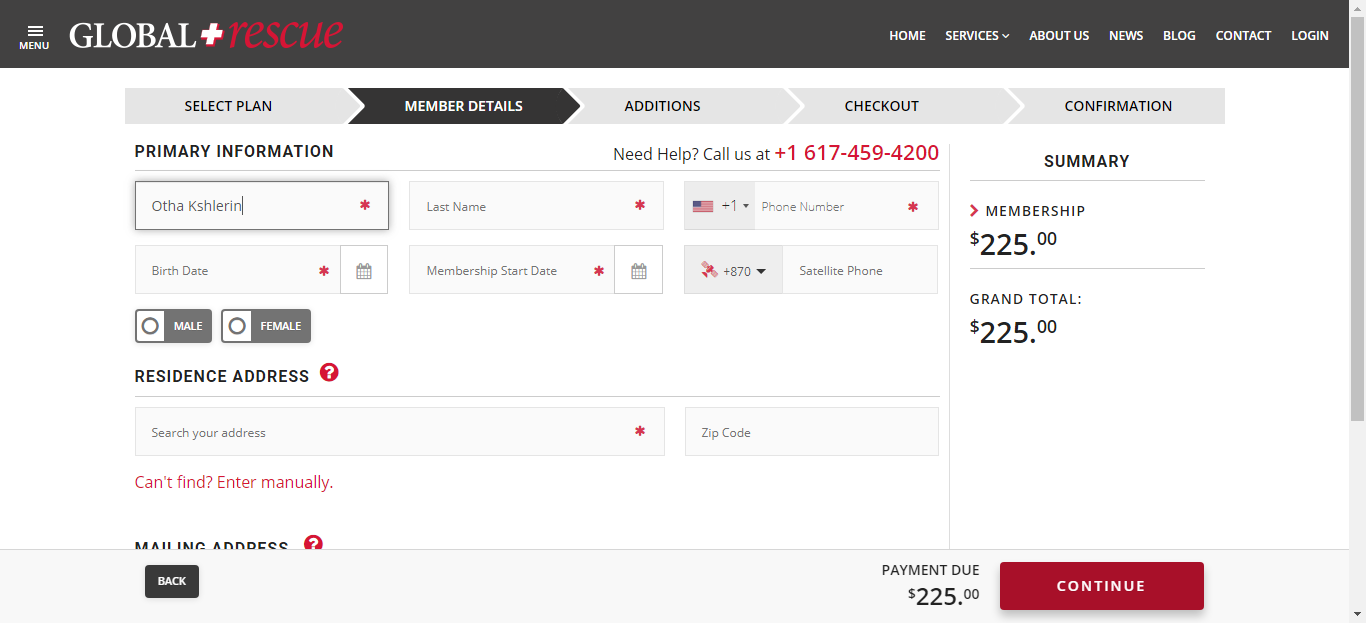 MENU
GLOBAL rescue
HOME
SERVICES
ABOUT US
NEWS
BLOG
CONTACT
LOGIN
SELECT PLAN
MEMBER DETAILS
ADDITIONS
CHECKOUT
CONFIRMATION
PRIMARY INFORMATION
Need Help? Call us at +1 617-459-4200
Otha Kshlerin *
Last Name *
+1 Phone Number *
Birth Date *
Membership Start Date *
+870 Satellite Phone
MALE
FEMALE
RESIDENCE ADDRESS ?
Search your address *
Zip Code
Can't find? Enter manually.
MAILING ADDRESS ?
SUMMARY
MEMBERSHIP
$225.00
GRAND TOTAL:
$225.00
BACK
PAYMENT DUE
$225.00
CONTINUE